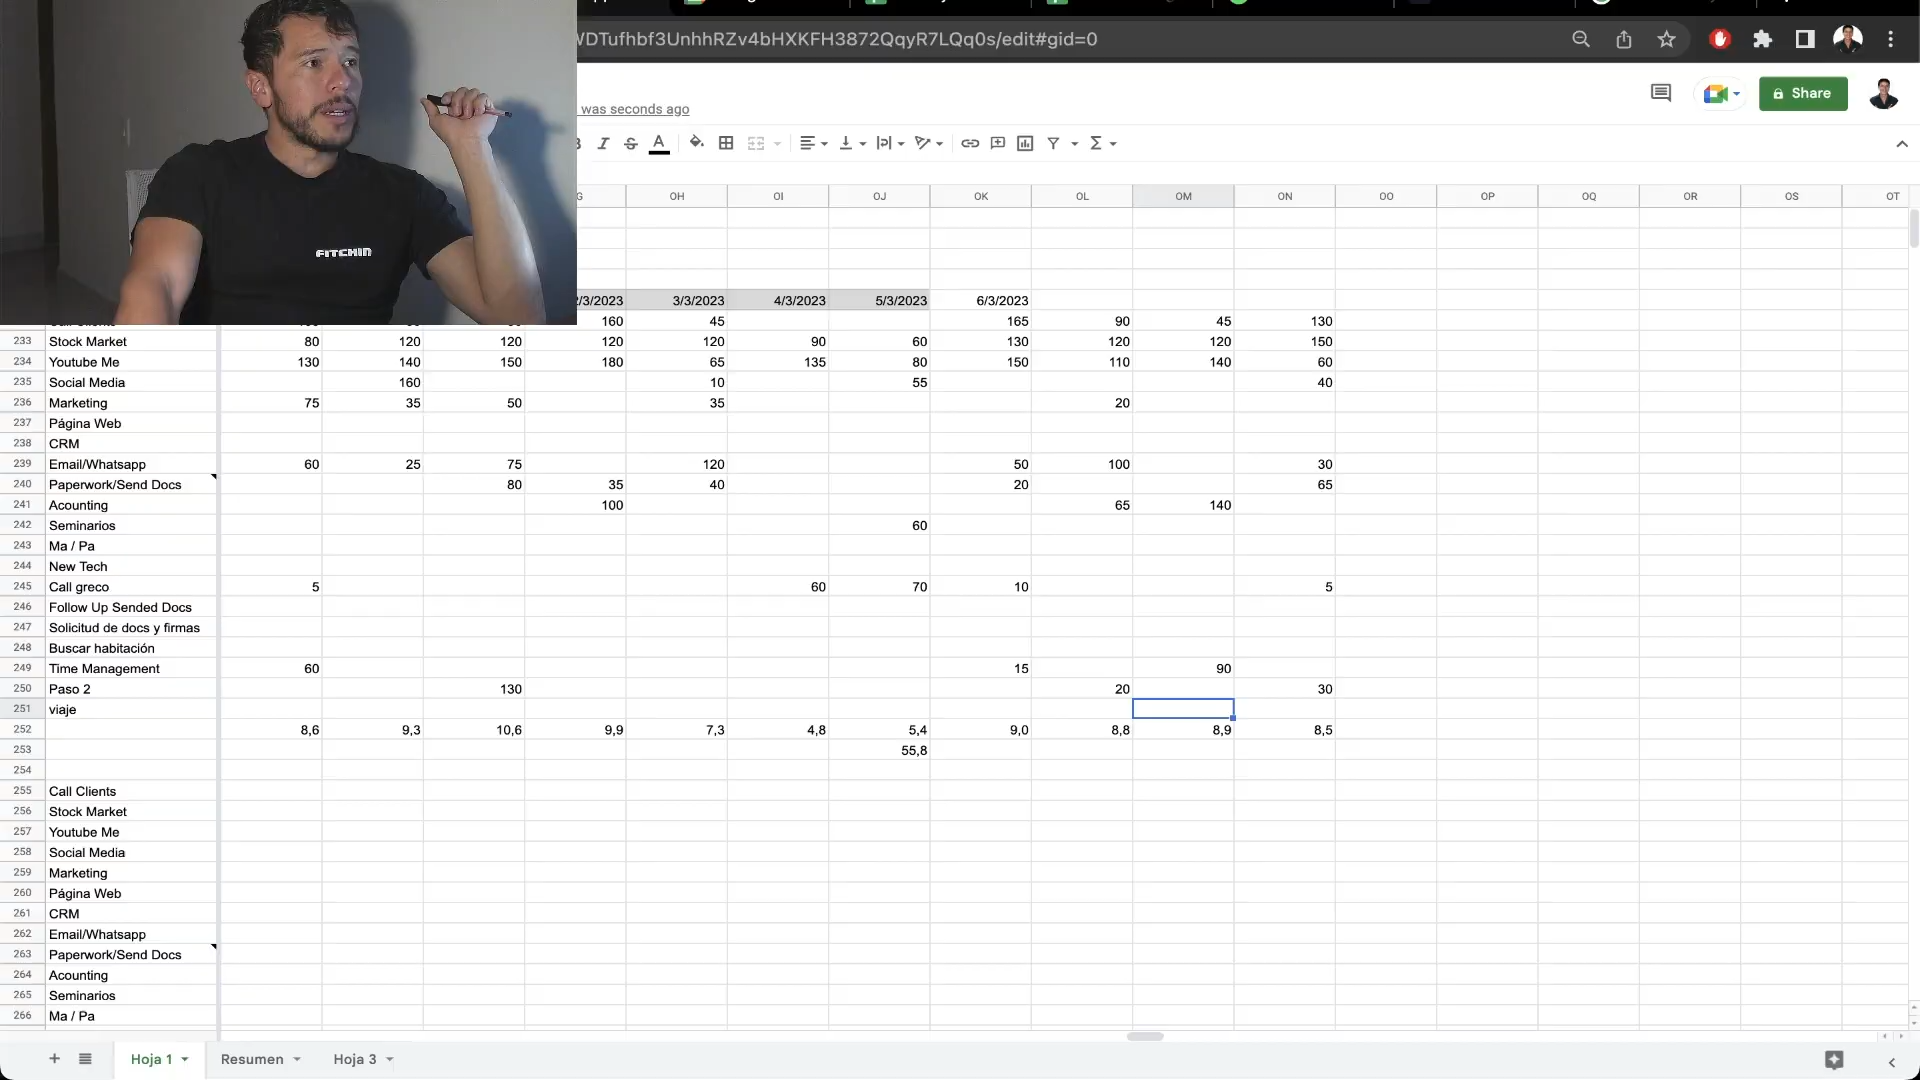 VDTufhbf3UnhhRZv4bHXKFH3872QqyR7LQq0s/edit#gid=0
was seconds ago
Share
FITCHIN
G OH OI OJ OK OL OM ON OO OP OQ OR OS OT
/3/2023 3/3/2023 4/3/2023 5/3/2023 6/3/2023
160 45 165 90 45 130
233 Stock Market 80 120 120 120 120 90 60 130 120 120 150
234 Youtube Me 130 140 150 180 65 135 80 150 110 140 60
235 Social Media 160 10 55 40
236 Marketing 75 35 50 35 20
237 Página Web
238 CRM
239 Email/Whatsapp 60 25 75 120 50 100 30
240 Paperwork/Send Docs 80 35 40 20 65
241 Acounting 100 65 140
242 Seminarios 60
243 Ma / Pa
244 New Tech
245 Call greco 5 60 70 10 5
246 Follow Up Sended Docs
247 Solicitud de docs y firmas
248 Buscar habitación
249 Time Management 60 15 90
250 Paso 2 130 20 30
251 viaje
252 8,6 9,3 10,6 9,9 7,3 4,8 5,4 9,0 8,8 8,9 8,5
253 55,8
254
255 Call Clients
256 Stock Market
257 Youtube Me
258 Social Media
259 Marketing
260 Página Web
261 CRM
262 Email/Whatsapp
263 Paperwork/Send Docs
264 Acounting
265 Seminarios
266 Ma / Pa
Hoja 1 Resumen Hoja 3